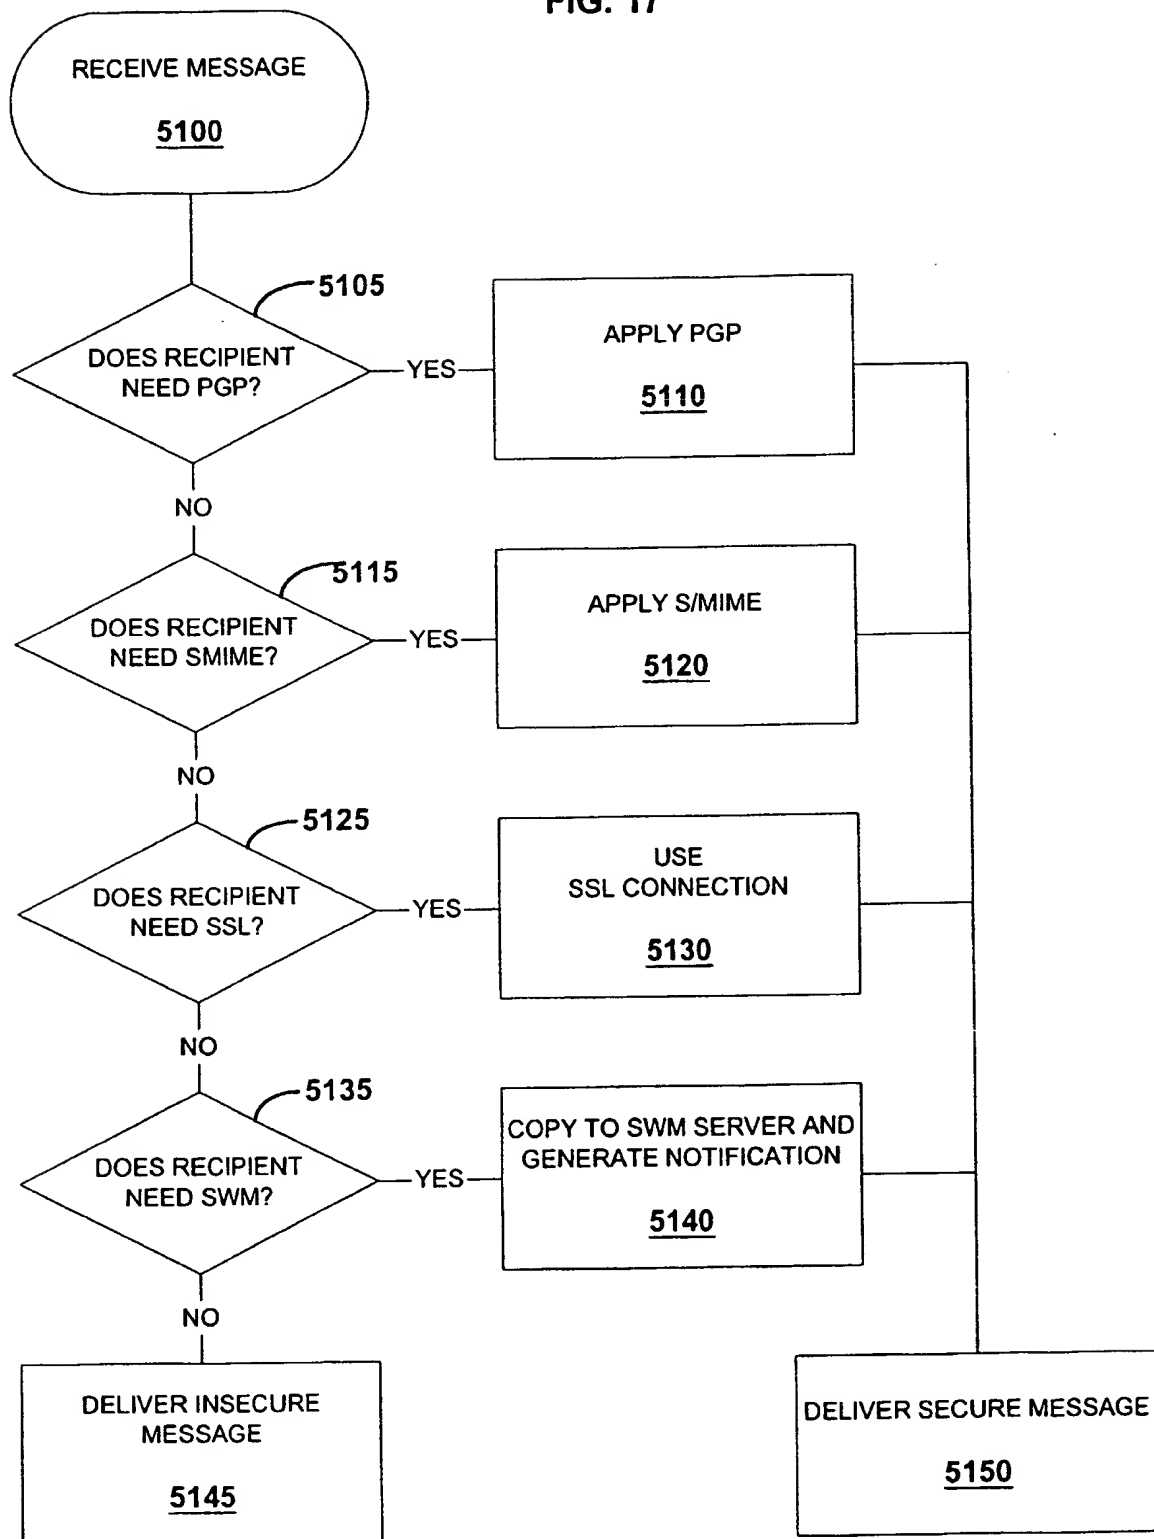 FIG. 17
RECEIVE MESSAGE
5100
5105
DOES RECIPIENT
NEED PGP?
YES
APPLY PGP
5110
NO
5115
DOES RECIPIENT
NEED SMIME?
YES
APPLY S/MIME
5120
NO
5125
DOES RECIPIENT
NEED SSL?
YES
USE
SSL CONNECTION
5130
NO
5135
DOES RECIPIENT
NEED SWM?
YES
COPY TO SWM SERVER AND
GENERATE NOTIFICATION
5140
NO
DELIVER INSECURE
MESSAGE
5145
DELIVER SECURE MESSAGE
5150